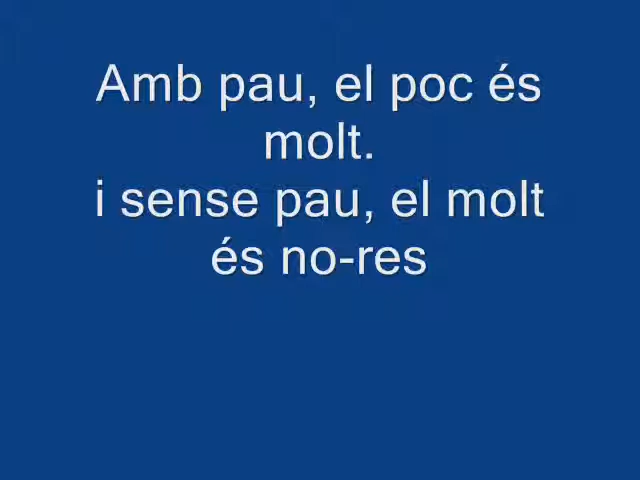 Amb pau, el poc és
molt.
i sense pau, el molt
és no-res